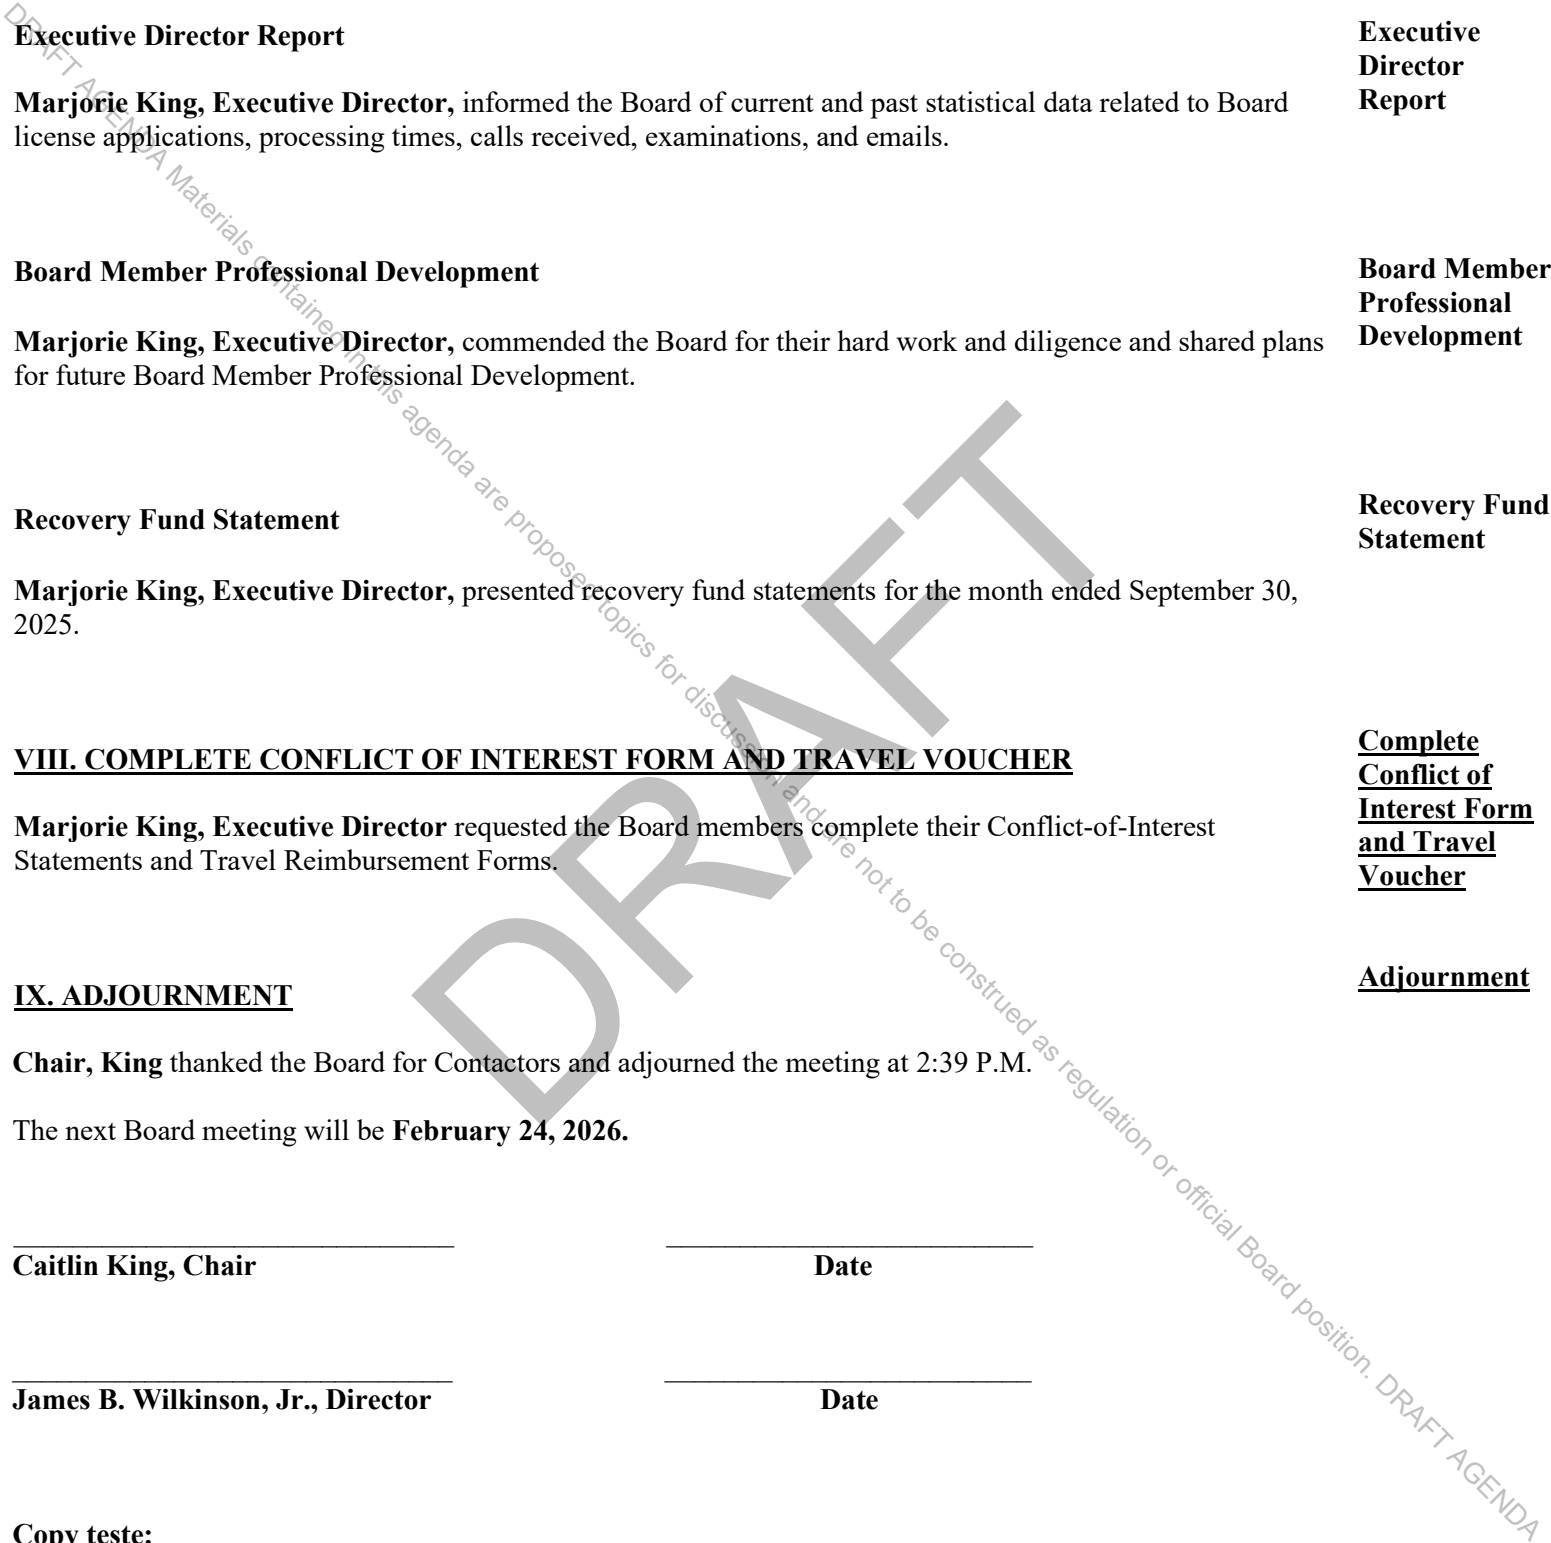 Executive Director Report
Executive
Director
Report
Marjorie King, Executive Director, informed the Board of current and past statistical data related to Board
license applications, processing times, calls received, examinations, and emails.
Board Member Professional Development
Board Member
Professional
Development
Marjorie King, Executive Director, commended the Board for their hard work and diligence and shared plans
for future Board Member Professional Development.
Recovery Fund Statement
Recovery Fund
Statement
Marjorie King, Executive Director, presented recovery fund statements for the month ended September 30,
2025.
VIII. COMPLETE CONFLICT OF INTEREST FORM AND TRAVEL VOUCHER
Complete
Conflict of
Interest Form
and Travel
Voucher
Marjorie King, Executive Director requested the Board members complete their Conflict-of-Interest
Statements and Travel Reimbursement Forms.
IX. ADJOURNMENT
Adjournment
Chair, King thanked the Board for Contactors and adjourned the meeting at 2:39 P.M.
The next Board meeting will be February 24, 2026.
Caitlin King, Chair Date
James B. Wilkinson, Jr., Director Date
Copy teste:
DRAFT
DRAFT AGENDA Materials contained in this agenda are proposed topics for discussion and are not to be construed as regulation or official Board position. DRAFT AGENDA